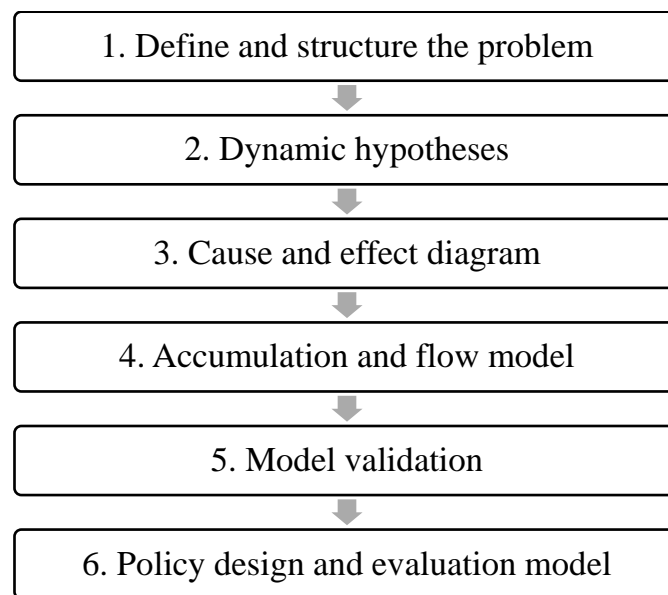 1. Define and structure the problem
2. Dynamic hypotheses
3. Cause and effect diagram
4. Accumulation and flow model
5. Model validation
6. Policy design and evaluation model